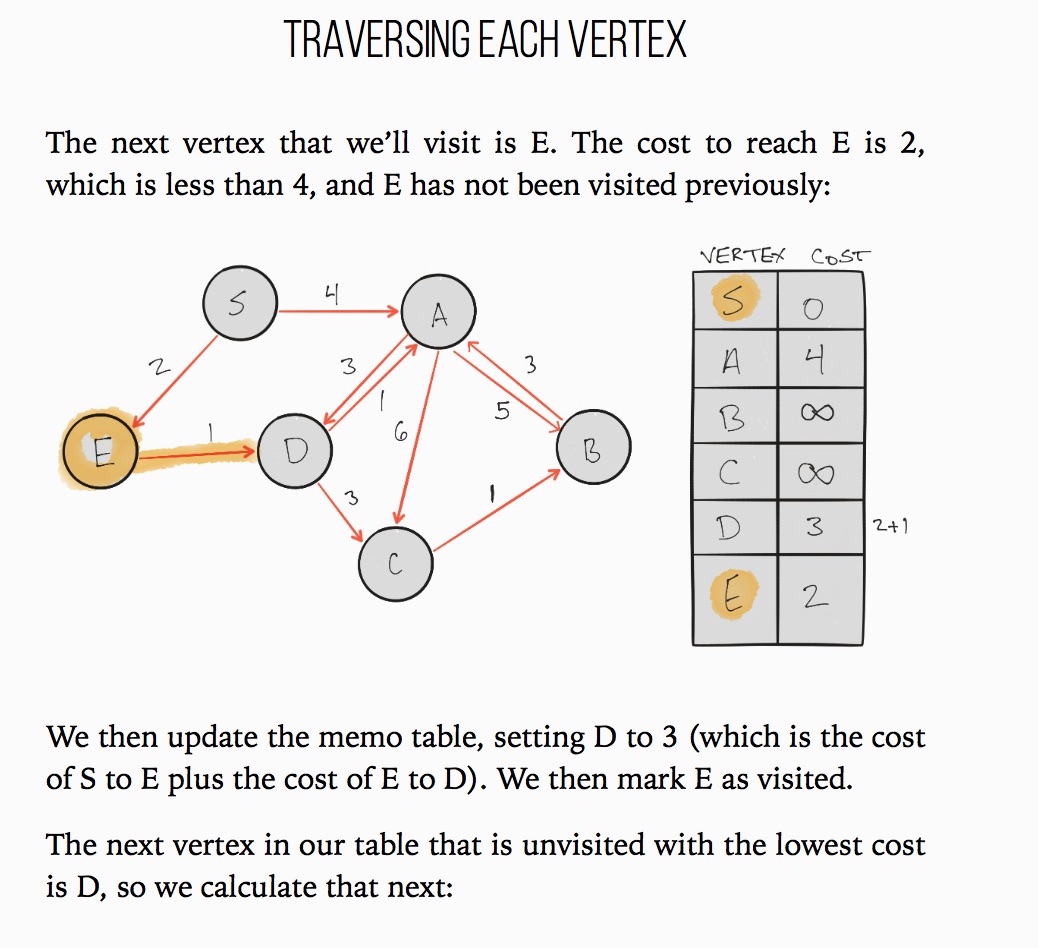 TRAVERSING EACH VERTEX
The next vertex that we'll visit is E. The cost to reach E is 2,
which is less than 4, and E has not been visited previously:
VERTEX COST
S 0
A 4
B ∞
C ∞
D 3 2+1
E 2
S
4
A
2
3
1
3
5
6
E
1
D
B
3
1
C
We then update the memo table, setting D to 3 (which is the cost
of S to E plus the cost of E to D). We then mark E as visited.
The next vertex in our table that is unvisited with the lowest cost
is D, so we calculate that next: